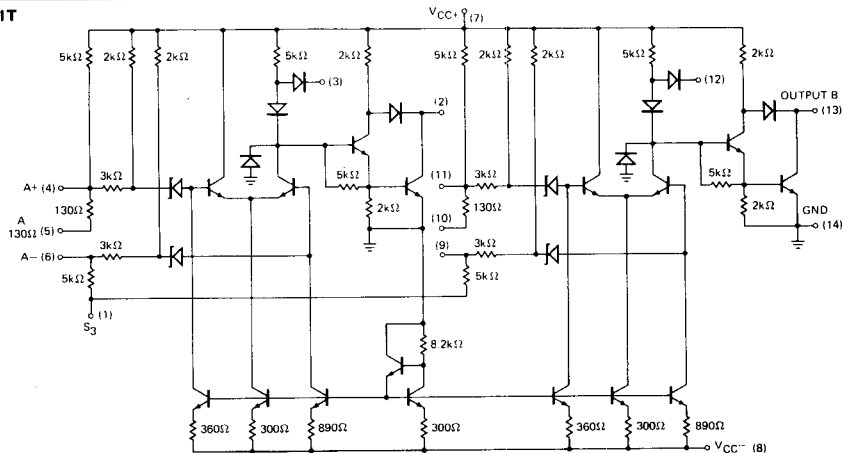 1T
VCC+ (7)
5kΩ 2kΩ 2kΩ 5kΩ 2kΩ 5kΩ 2kΩ 2kΩ 5kΩ 2kΩ
(3) (12)
(2) OUTPUT B
(13)
A+ (4) 3kΩ 5kΩ (11) 3kΩ 5kΩ
130Ω 2kΩ 130Ω 2kΩ GND
A
130Ω (5) (10) (14)
A− (6) 3kΩ (9) 3kΩ
5kΩ 5kΩ
S3 (1)
8.2kΩ
360Ω 300Ω 890Ω 300Ω 360Ω 300Ω 890Ω
VCC− (8)